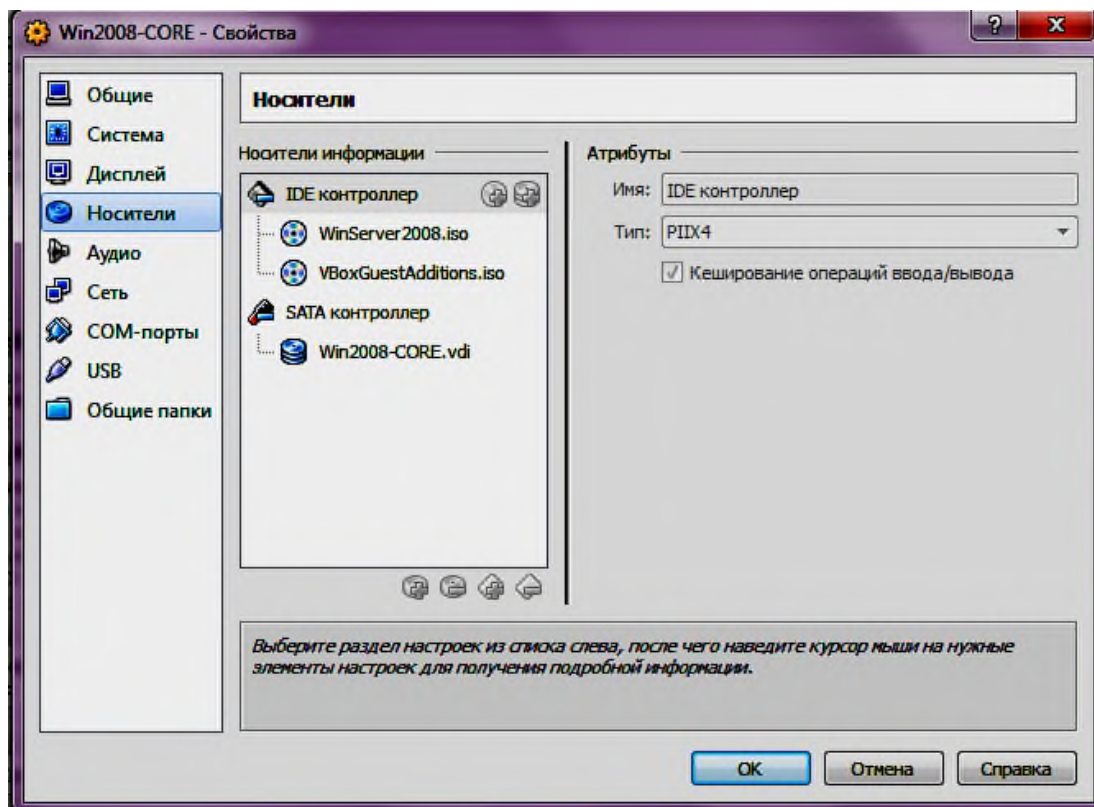 Win2008-CORE - Свойства
Общие
Система
Дисплей
Носители
Аудио
Сеть
COM-порты
USB
Общие папки
Носители
Носители информации
IDE контроллер
WinServer2008.iso
VBoxGuestAdditions.iso
SATA контроллер
Win2008-CORE.vdi
Атрибуты
Имя: IDE контроллер
Тип: PIIX4
Кеширование операций ввода/вывода
Выберите раздел настроек из списка слева, после чего наведите курсор мыши на нужные
элементы настроек для получения подробной информации.
OK Отмена Справка